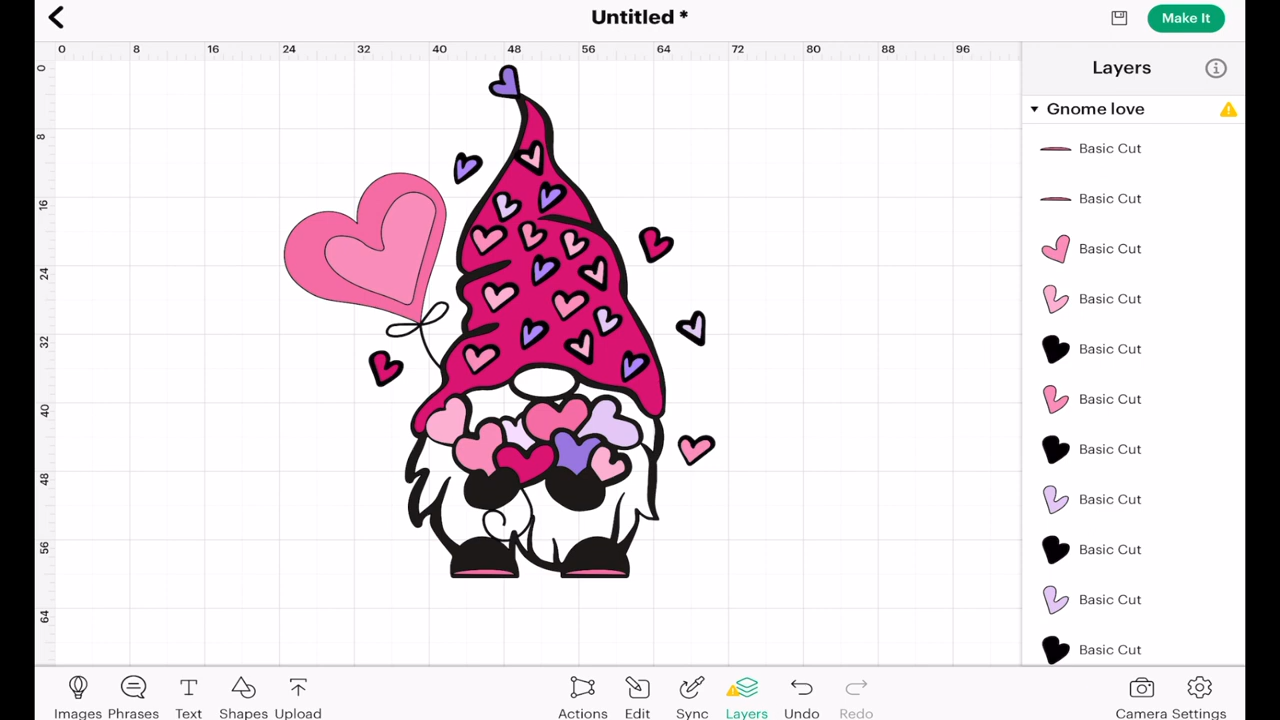 Untitled *
Make It
0 8 16 24 32 40 48 56 64 72 80 88 96
0
8
16
24
32
40
48
56
64
Layers
Gnome love
Basic Cut
Basic Cut
Basic Cut
Basic Cut
Basic Cut
Basic Cut
Basic Cut
Basic Cut
Basic Cut
Basic Cut
Basic Cut
Images Phrases Text Shapes Upload Actions Edit Sync Layers Undo Redo Camera Settings